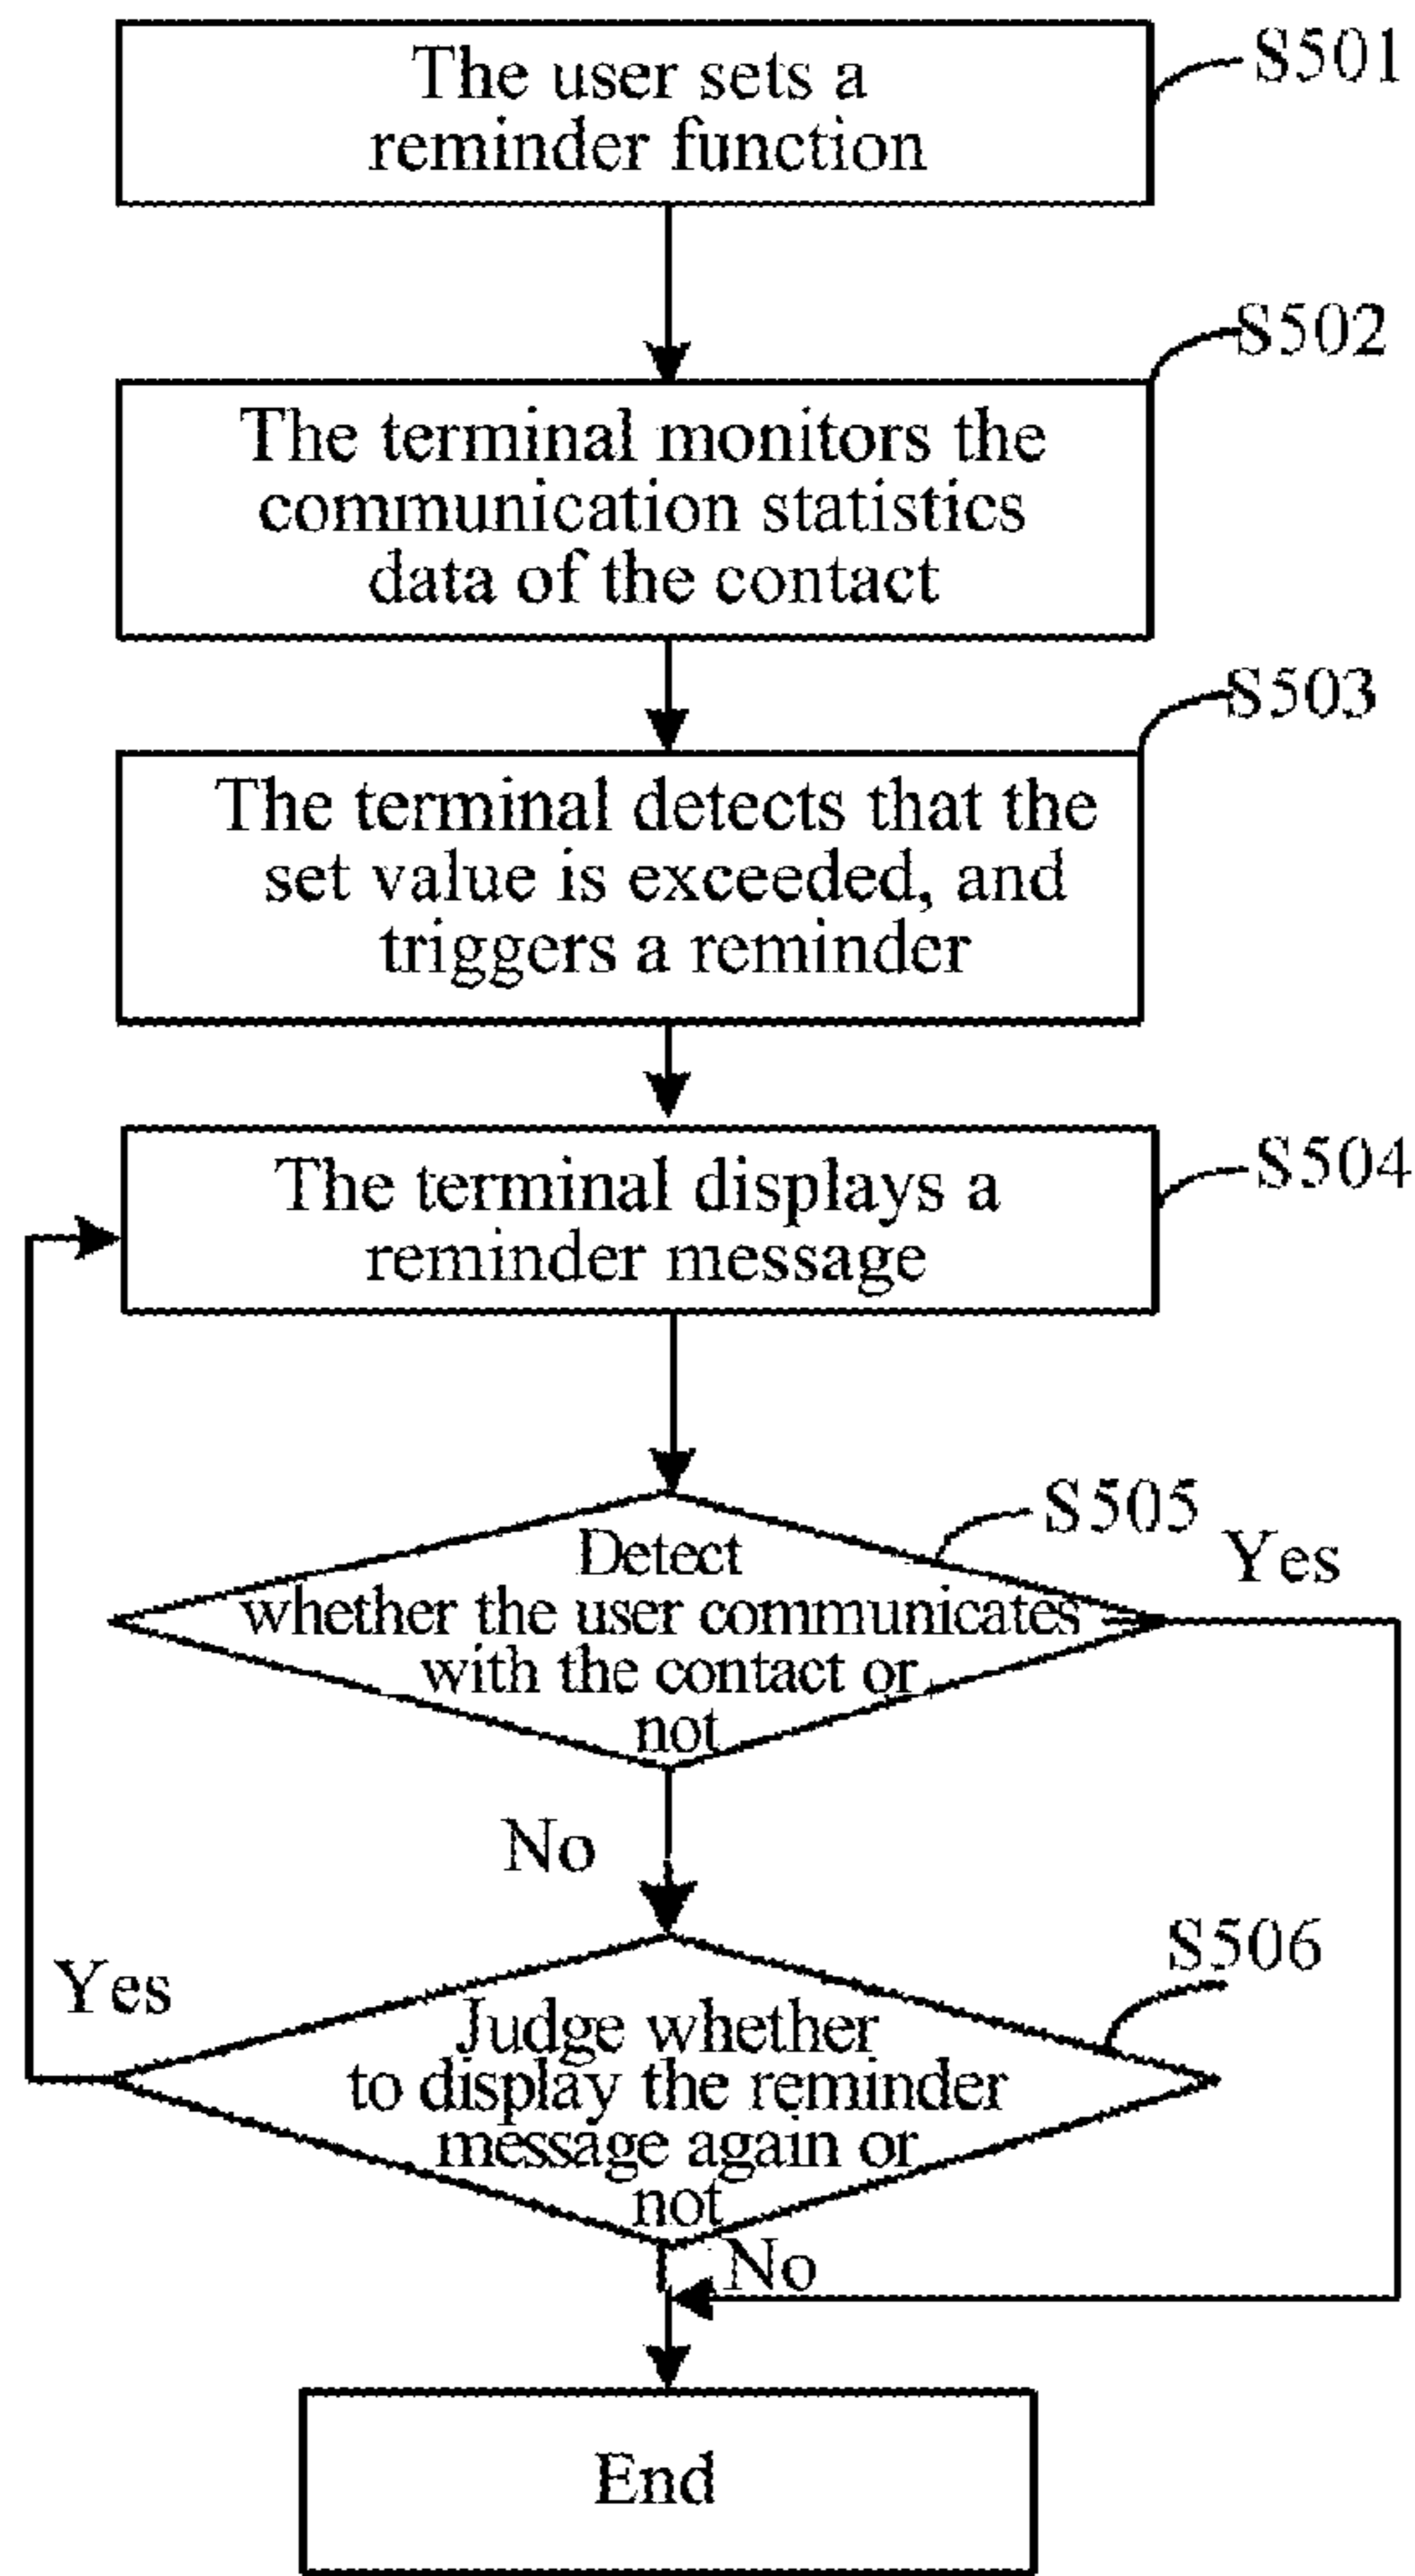 The user sets a
reminder function
S501
S502
The terminal monitors the
communication statistics
data of the contact
S503
The terminal detects that the
set value is exceeded, and
triggers a reminder
S504
The terminal displays a
reminder message
S505
Yes
Detect
whether the user communicates
with the contact or
not
No
S506
Yes
Judge whether
to display the reminder
message again or
not
No
End